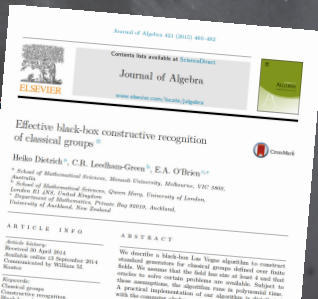 Journal of Algebra 421 (2015) 460–492
Contents lists available at ScienceDirect
Journal of Algebra
ELSEVIER
www.elsevier.com/locate/jalgebra
Effective black-box constructive recognition
of classical groups
CrossMark
Heiko Dietrich a, C.R. Leedham-Green b, E.A. O'Brien c,*
a School of Mathematical Sciences, Monash University, Melbourne, VIC 3800,
Australia
b School of Mathematical Sciences, Queen Mary, University of London,
London E1 4NS, United Kingdom
c Department of Mathematics, Private Bag 92019, Auckland,
University of Auckland, New Zealand
ARTICLE INFO
Article history:
Received 30 April 2014
Available online 13 September 2014
Communicated by William M.
Kantor
Keywords:
Classical groups
Constructive recognition
ABSTRACT
We describe a black-box Las Vegas algorithm to construct
standard generators for classical groups defined over finite
fields. We assume that the field has size at least 4 and that
oracles to solve certain problems are available. Subject to
these assumptions, the algorithm runs in polynomial time.
A practical implementation of our algorithm is